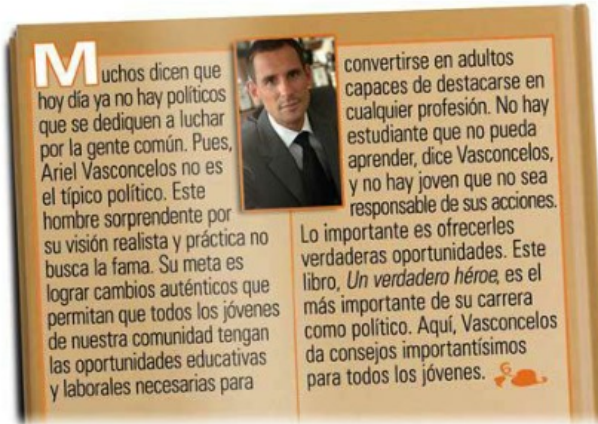 Muchos dicen que
hoy día ya no hay políticos
que se dediquen a luchar
por la gente común. Pues,
Ariel Vasconcelos no es
el típico político. Este
hombre sorprendente por
su visión realista y práctica no
busca la fama. Su meta es
lograr cambios auténticos que
permitan que todos los jóvenes
de nuestra comunidad tengan
las oportunidades educativas
y laborales necesarias para
convertirse en adultos
capaces de destacarse en
cualquier profesión. No hay
estudiante que no pueda
aprender, dice Vasconcelos,
y no hay joven que no sea
responsable de sus acciones.
Lo importante es ofrecerles
verdaderas oportunidades. Este
libro, Un verdadero héroe, es el
más importante de su carrera
como político. Aquí, Vasconcelos
da consejos importantísimos
para todos los jóvenes.